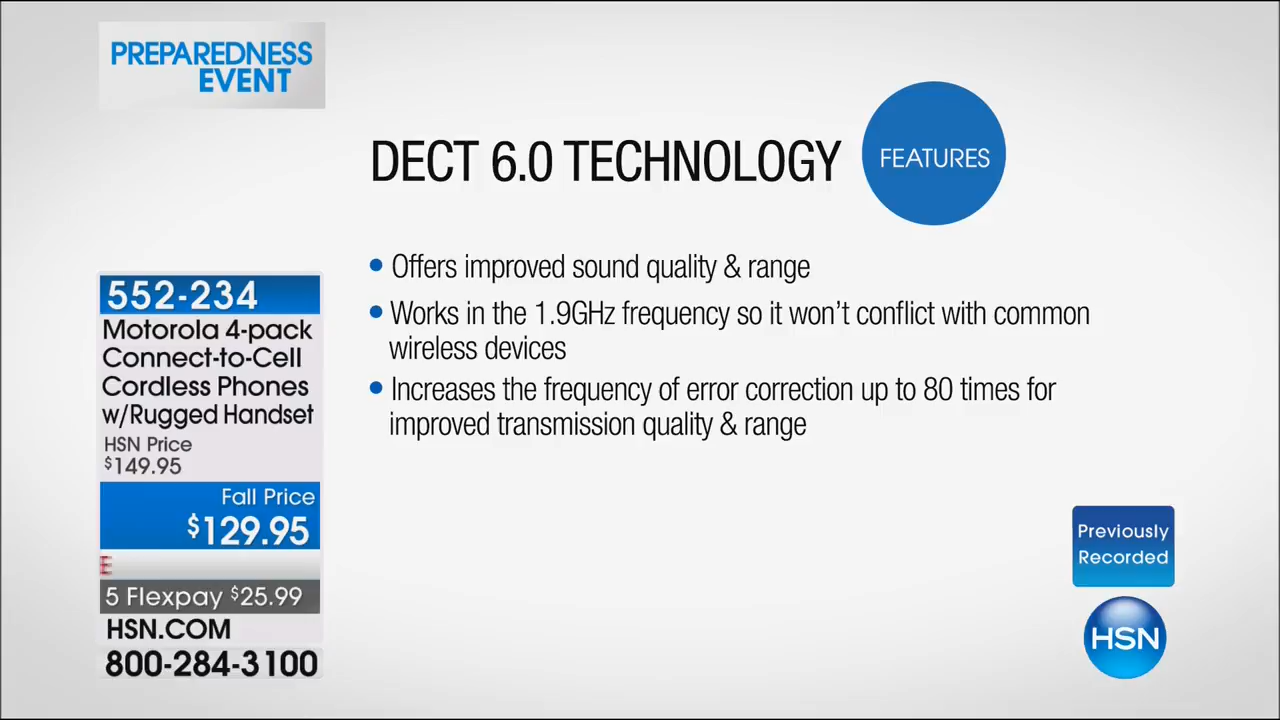 PREPAREDNESS
EVENT
DECT 6.0 TECHNOLOGY
FEATURES
• Offers improved sound quality & range
• Works in the 1.9GHz frequency so it won’t conflict with common
wireless devices
• Increases the frequency of error correction up to 80 times for
improved transmission quality & range
552-234
Motorola 4-pack
Connect-to-Cell
Cordless Phones
w/Rugged Handset
HSN Price
$149.95
Fall Price
$129.95
E
5 Flexpay $25.99
HSN.COM
800-284-3100
Previously
Recorded
HSN